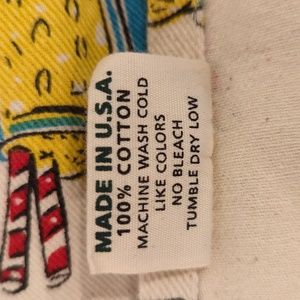 MADE IN U.S.A.
100% COTTON
MACHINE WASH COLD
LIKE COLORS
NO BLEACH
TUMBLE DRY LOW